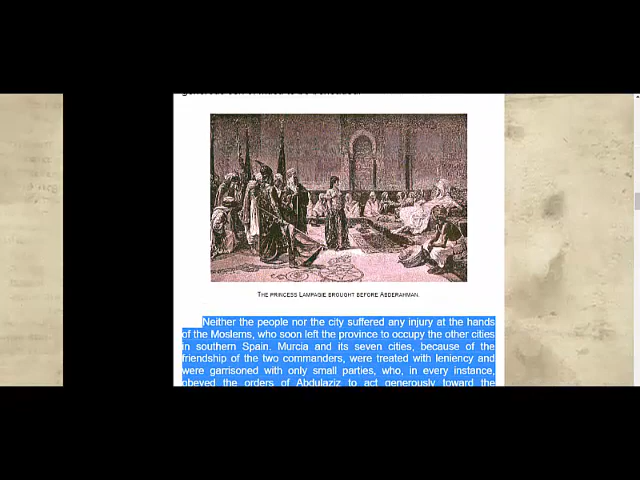 THE PRINCESS LAMPAGIE BROUGHT BEFORE ABDERAHMAN.
Neither the people nor the city suffered any injury at the hands
of the Moslems, who soon left the province to occupy the other cities
in southern Spain. Murcia and its seven cities, because of the
friendship of the two commanders, were treated with leniency and
were garrisoned with only small parties, who, in every instance,
obeyed the orders of Abdulaziz to act generously toward the